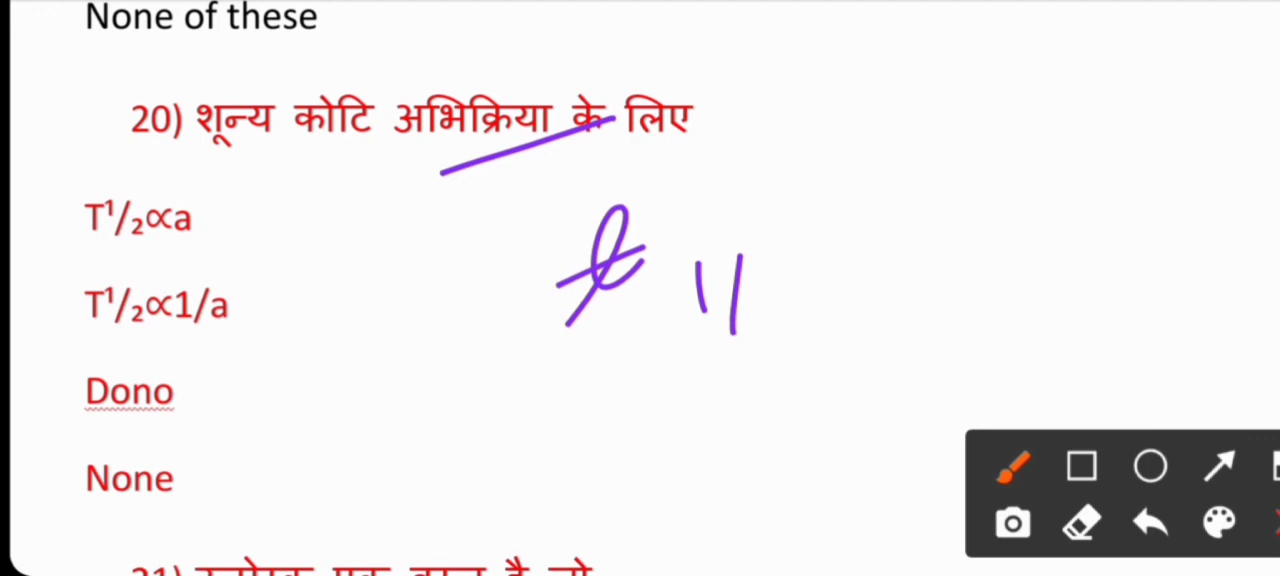 None of these
20) शून्य कोटि अभिक्रिया के लिए
T¹/₂∝a
T¹/₂∝1/a
Dono
None